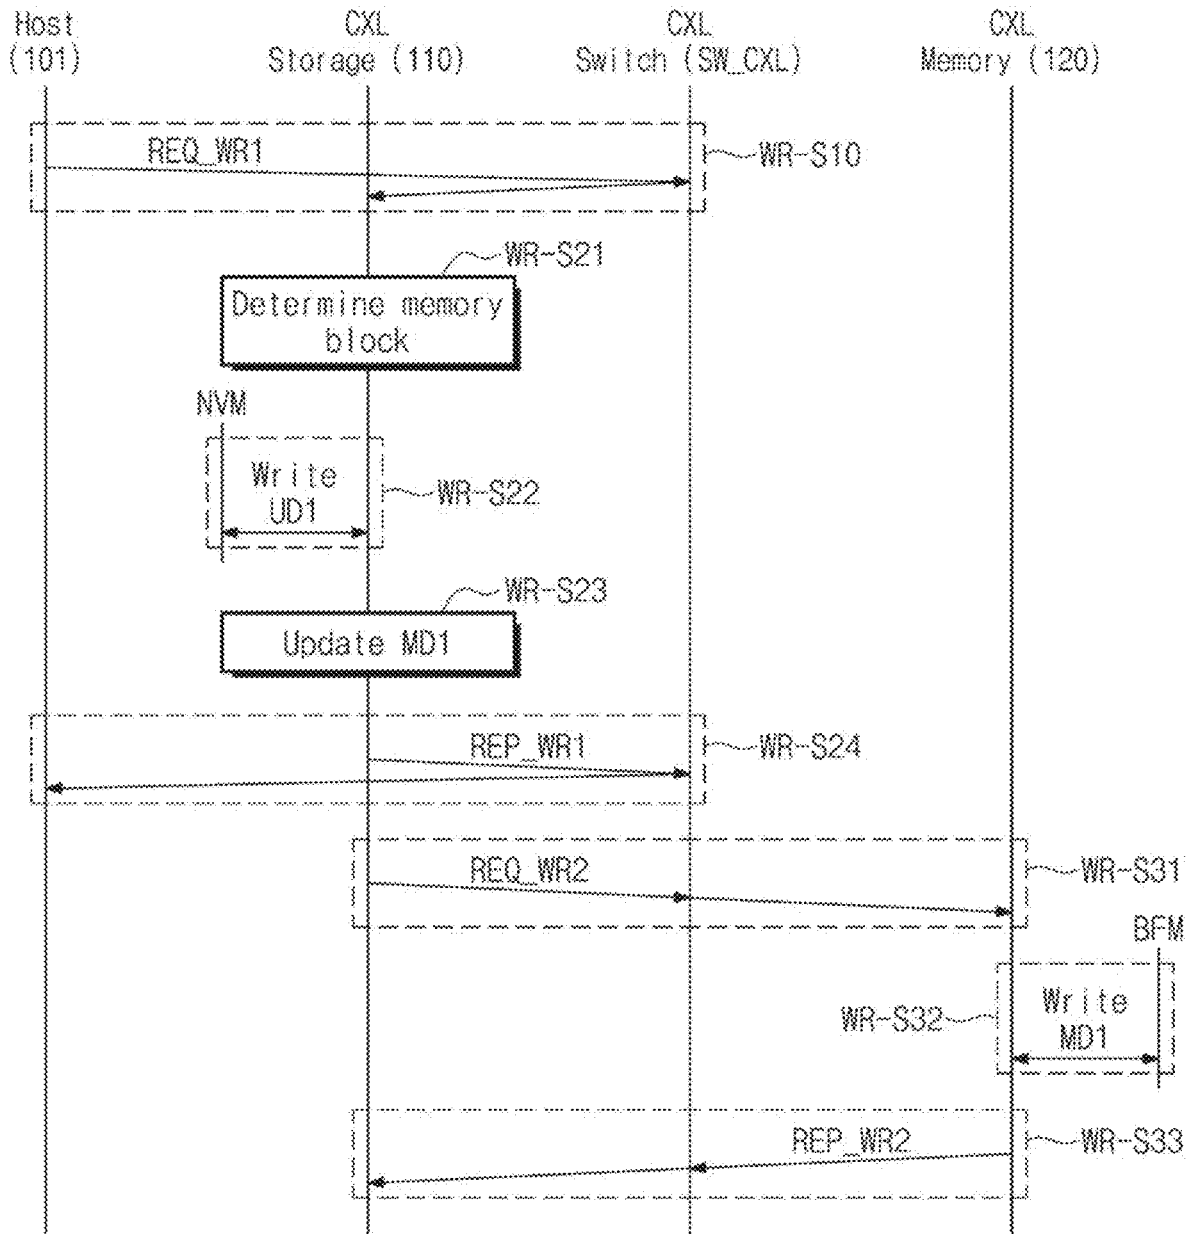 Host
(101)
CXL
Storage (110)
CXL
Switch (SW_CXL)
CXL
Memory (120)
REQ_WR1
WR-S10
WR-S21
Determine memory
block
NVM
Write
UD1
WR-S22
WR-S23
Update MD1
REP_WR1
WR-S24
REQ_WR2
WR-S31
BFM
Write
MD1
WR-S32
REP_WR2
WR-S33